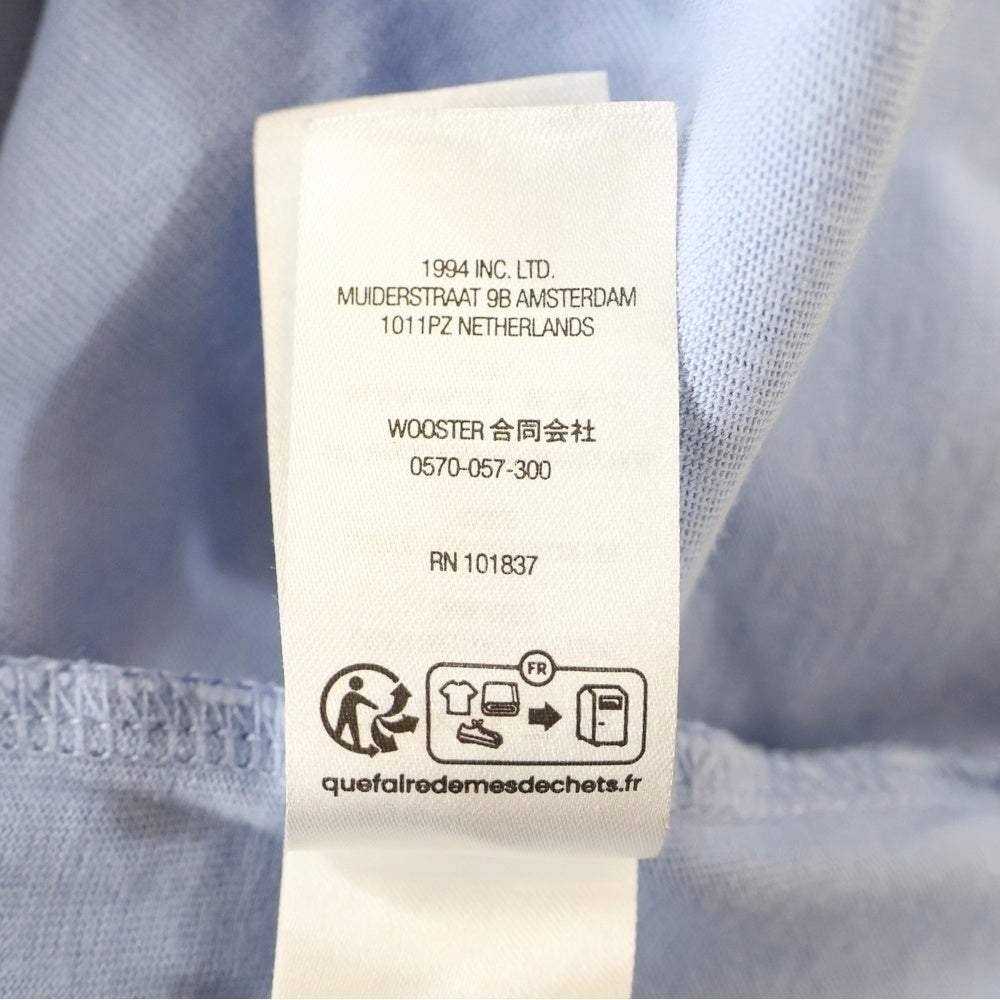 1994 INC. LTD.
MUIDERSTRAAT 9B AMSTERDAM
1011PZ NETHERLANDS
WOOSTER 合同会社
0570-057-300
RN 101837
FR
quefairedemesdechets.fr